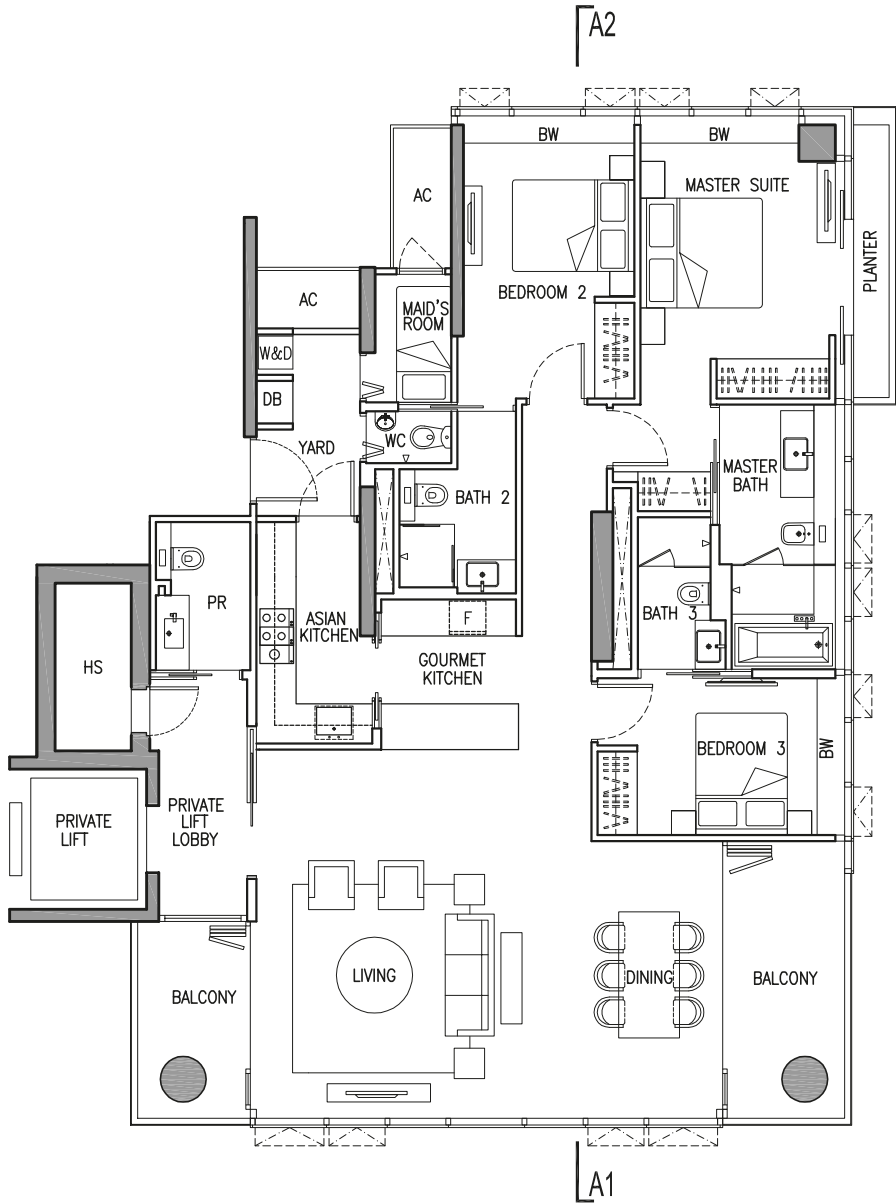 A2
BW
BW
AC
MASTER SUITE
PLANTER
BEDROOM 2
AC
MAID'S
ROOM
W&D
DB
WC
YARD
MASTER
BATH
BATH 2
PR
ASIAN
KITCHEN
F
BATH 3
HS
GOURMET
KITCHEN
BEDROOM 3
BW
PRIVATE
LIFT
PRIVATE
LIFT
LOBBY
LIVING
DINING
BALCONY
BALCONY
A1